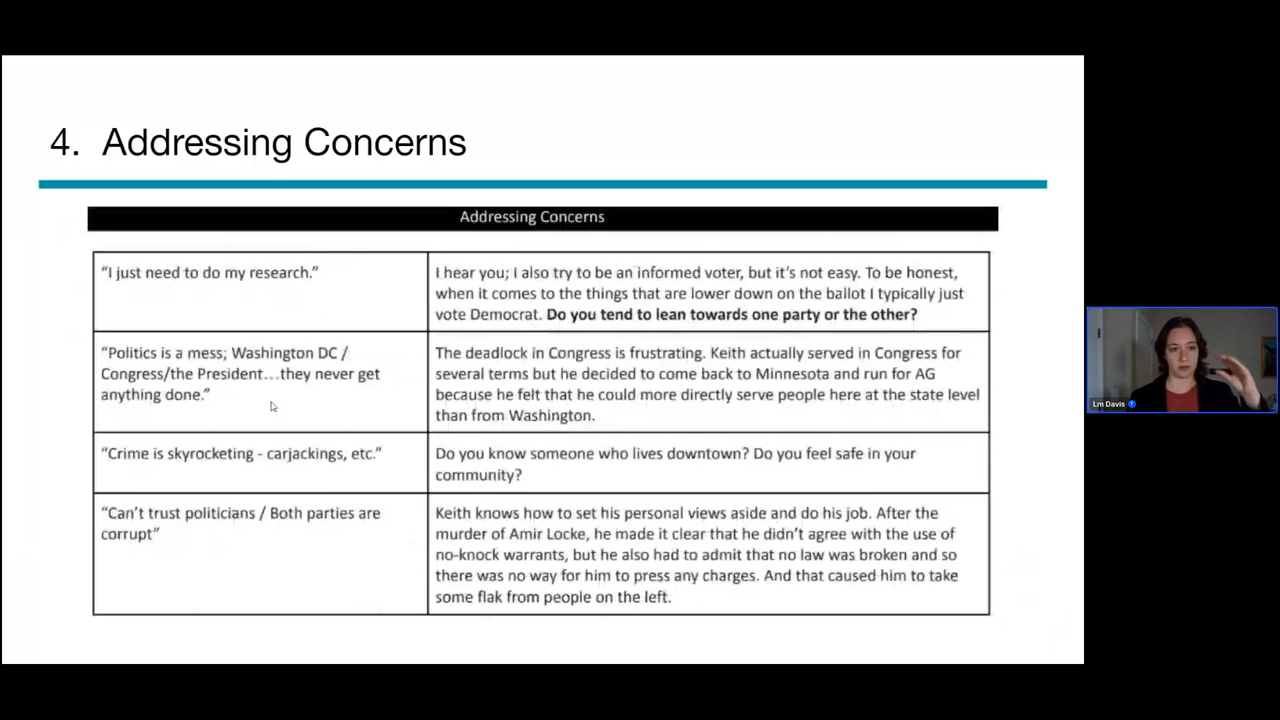 4. Addressing Concerns
Addressing Concerns
“I just need to do my research.”
I hear you; I also try to be an informed voter, but it’s not easy. To be honest,
when it comes to the things that are lower down on the ballot I typically just
vote Democrat. Do you tend to lean towards one party or the other?
“Politics is a mess; Washington DC /
Congress/the President…they never get
anything done.”
The deadlock in Congress is frustrating. Keith actually served in Congress for
several terms but he decided to come back to Minnesota and run for AG
because he felt that he could more directly serve people here at the state level
than from Washington.
“Crime is skyrocketing - carjackings, etc.”
Do you know someone who lives downtown? Do you feel safe in your
community?
“Can’t trust politicians / Both parties are
corrupt”
Keith knows how to set his personal views aside and do his job. After the
murder of Amir Locke, he made it clear that he didn’t agree with the use of
no-knock warrants, but he also had to admit that no law was broken and so
there was no way for him to press any charges. And that caused him to take
some flak from people on the left.
Lm Davis